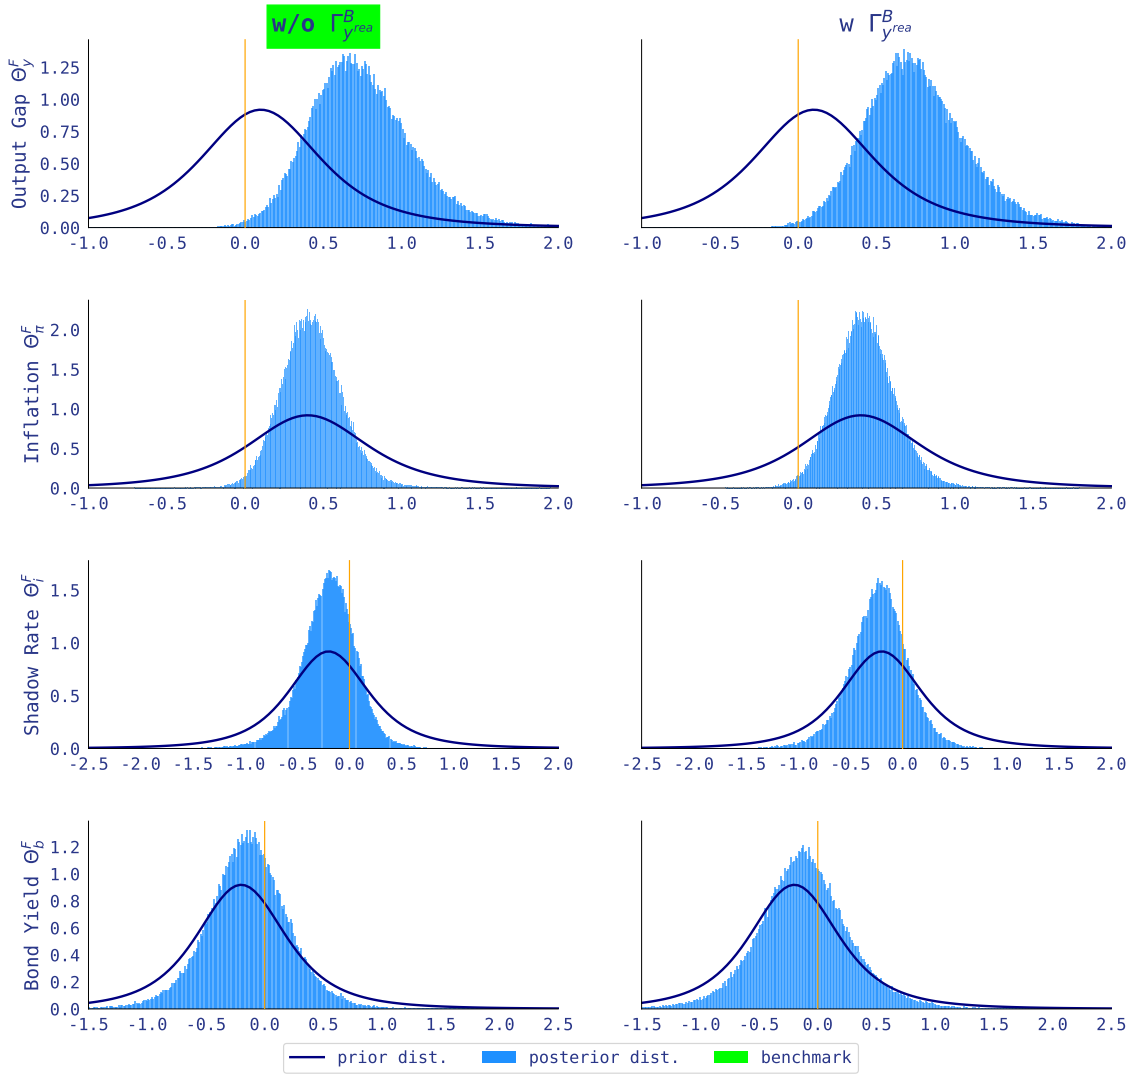 w/o Γ^B_{y^{rea}}
w Γ^B_{y^{rea}}
Output Gap Θ^F_y
1.25
1.00
0.75
0.50
0.25
0.00
-1.0 -0.5 0.0 0.5 1.0 1.5 2.0
-1.0 -0.5 0.0 0.5 1.0 1.5 2.0
Inflation Θ^F_π
2.0
1.5
1.0
0.5
0.0
-1.0 -0.5 0.0 0.5 1.0 1.5 2.0
-1.0 -0.5 0.0 0.5 1.0 1.5 2.0
Shadow Rate Θ^F_i
1.5
1.0
0.5
0.0
-2.5 -2.0 -1.5 -1.0 -0.5 0.0 0.5 1.0 1.5 2.0
-2.5 -2.0 -1.5 -1.0 -0.5 0.0 0.5 1.0 1.5 2.0
Bond Yield Θ^F_b
1.2
1.0
0.8
0.6
0.4
0.2
0.0
-1.5 -1.0 -0.5 0.0 0.5 1.0 1.5 2.0 2.5
-1.5 -1.0 -0.5 0.0 0.5 1.0 1.5 2.0 2.5
prior dist. posterior dist. benchmark